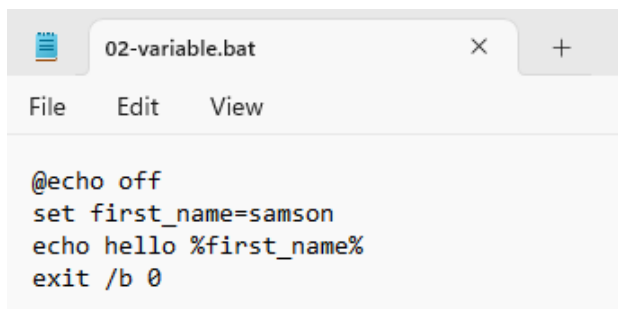 02-variable.bat
File Edit View
@echo off
set first_name=samson
echo hello %first_name%
exit /b 0